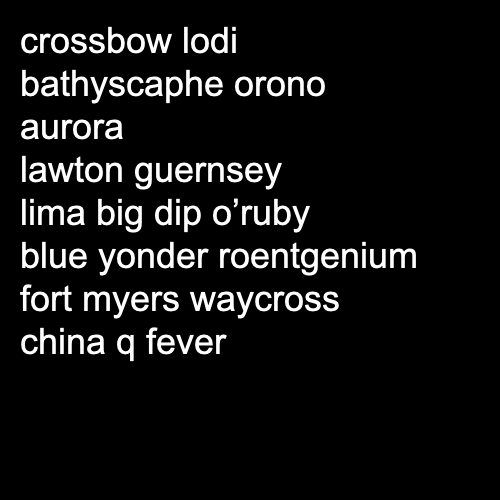 crossbow lodi
bathyscaphe orono
aurora
lawton guernsey
lima big dip o’ruby
blue yonder roentgenium
fort myers waycross
china q fever